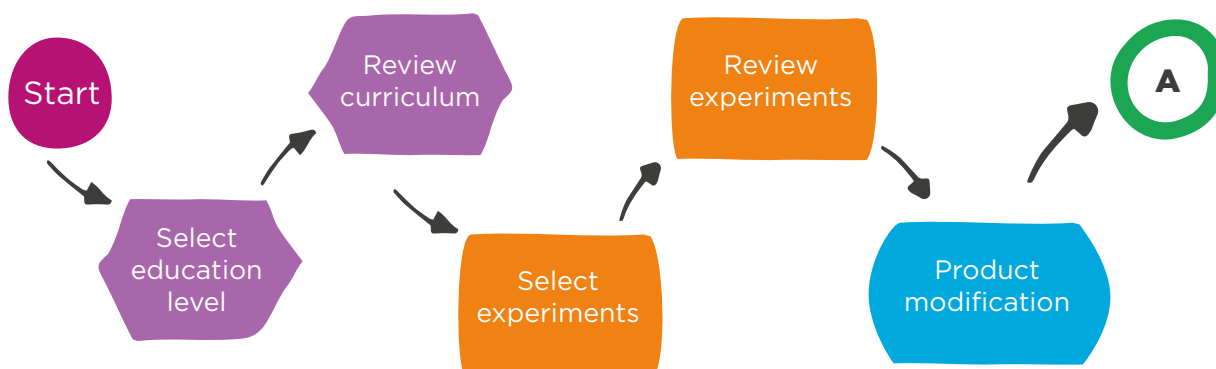 Start
Select
education
level
Review
curriculum
Select
experiments
Review
experiments
Product
modification
A